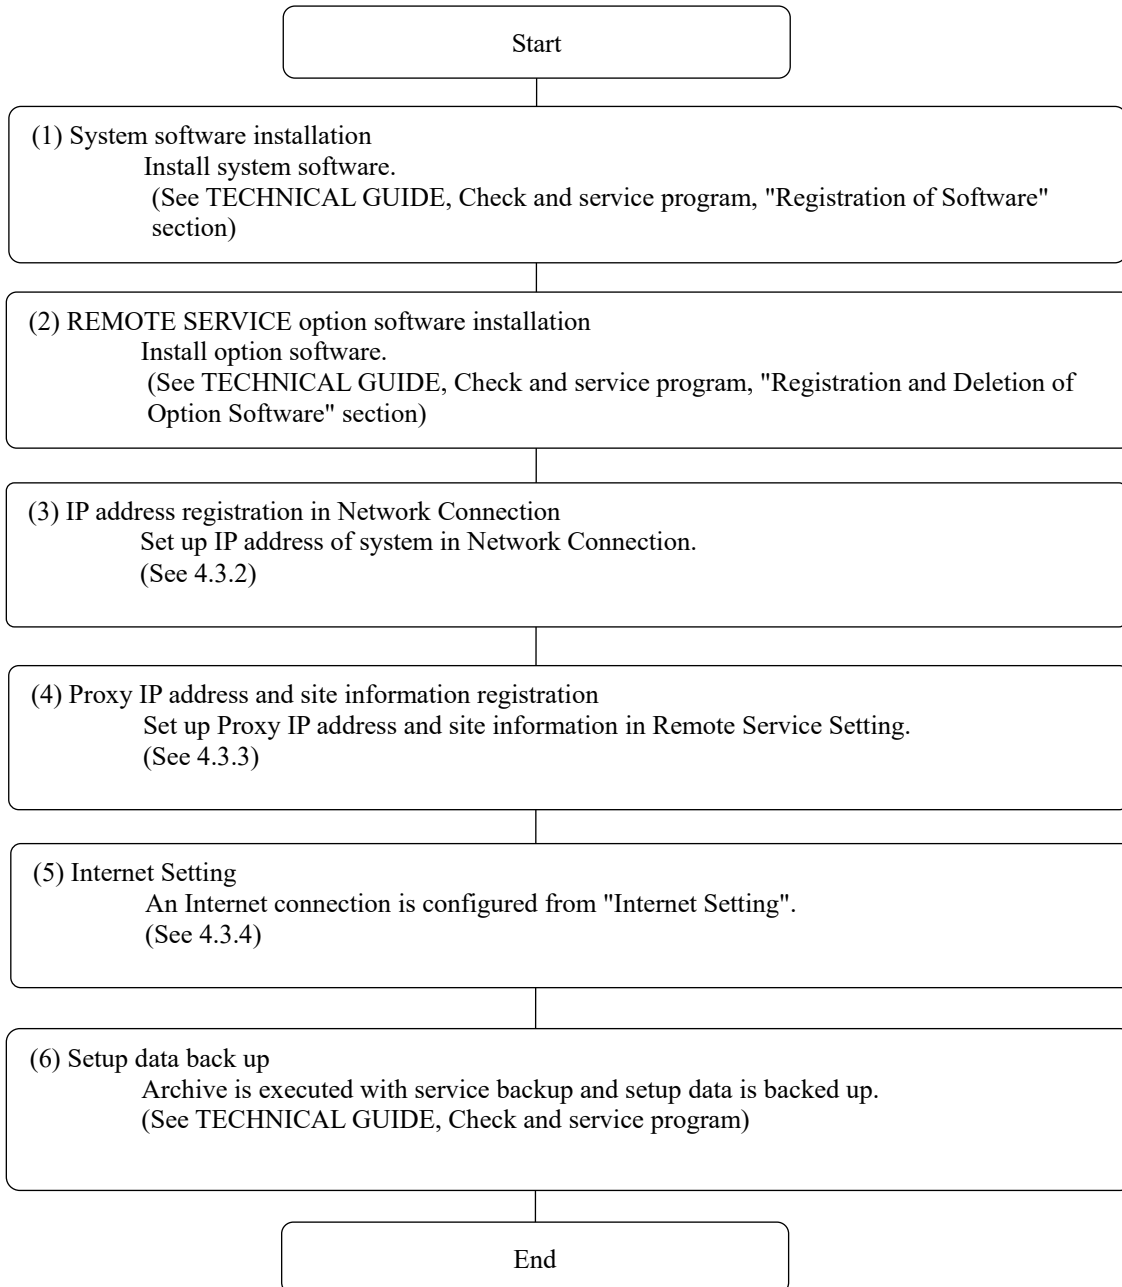 Start
(1) System software installation
Install system software.
(See TECHNICAL GUIDE, Check and service program, "Registration of Software"
section)
(2) REMOTE SERVICE option software installation
Install option software.
(See TECHNICAL GUIDE, Check and service program, "Registration and Deletion of
Option Software" section)
(3) IP address registration in Network Connection
Set up IP address of system in Network Connection.
(See 4.3.2)
(4) Proxy IP address and site information registration
Set up Proxy IP address and site information in Remote Service Setting.
(See 4.3.3)
(5) Internet Setting
An Internet connection is configured from "Internet Setting".
(See 4.3.4)
(6) Setup data back up
Archive is executed with service backup and setup data is backed up.
(See TECHNICAL GUIDE, Check and service program)
End